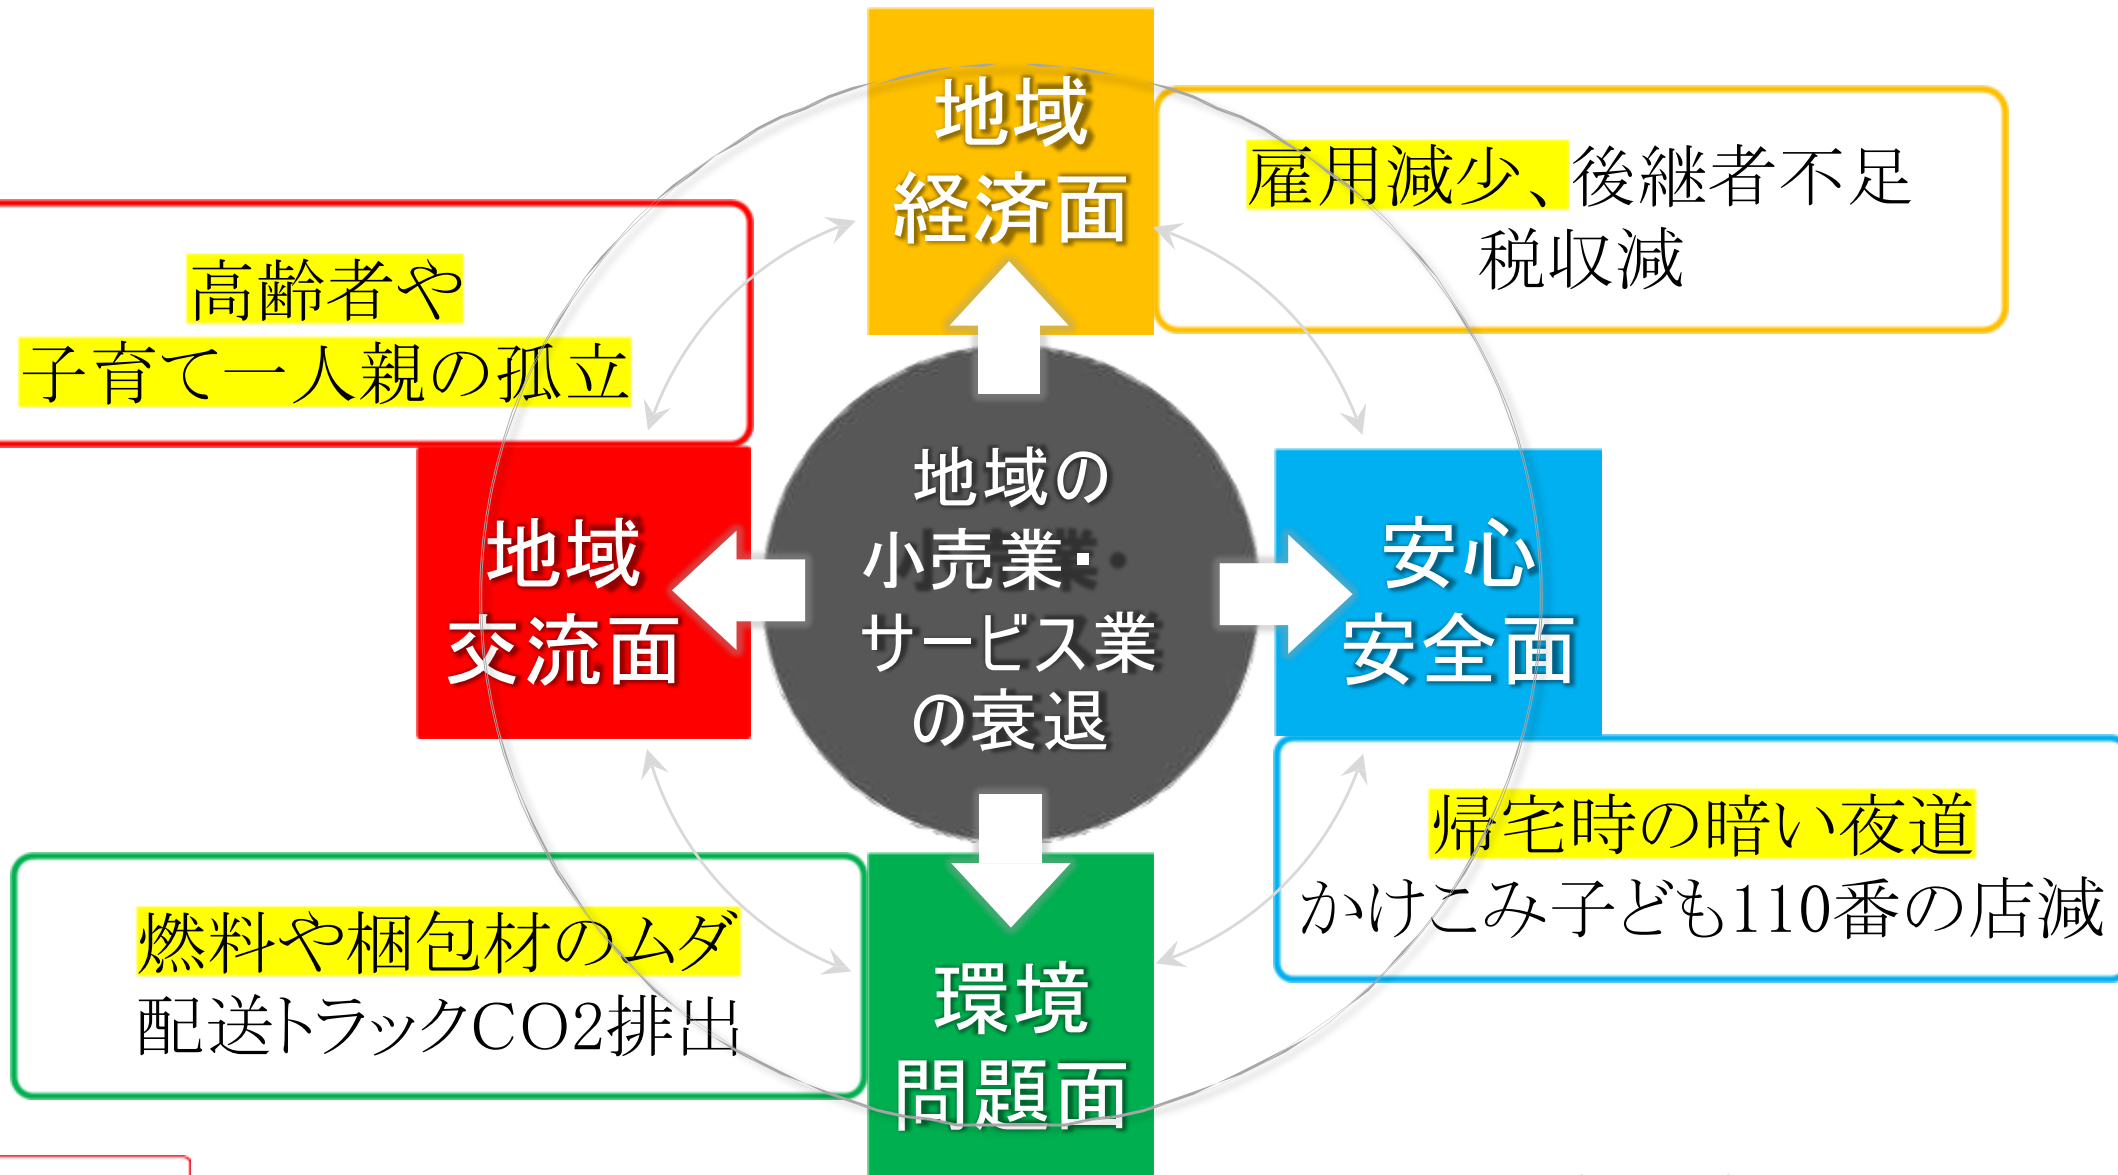 地域
経済面
雇用減少、後継者不足
税収減
高齢者や
子育て一人親の孤立
地域
交流面
地域の
小売業・
サービス業
の衰退
安心
安全面
帰宅時の暗い夜道
かけこみ子ども110番の店減
燃料や梱包材のムダ
配送トラックCO2排出
環境
問題面